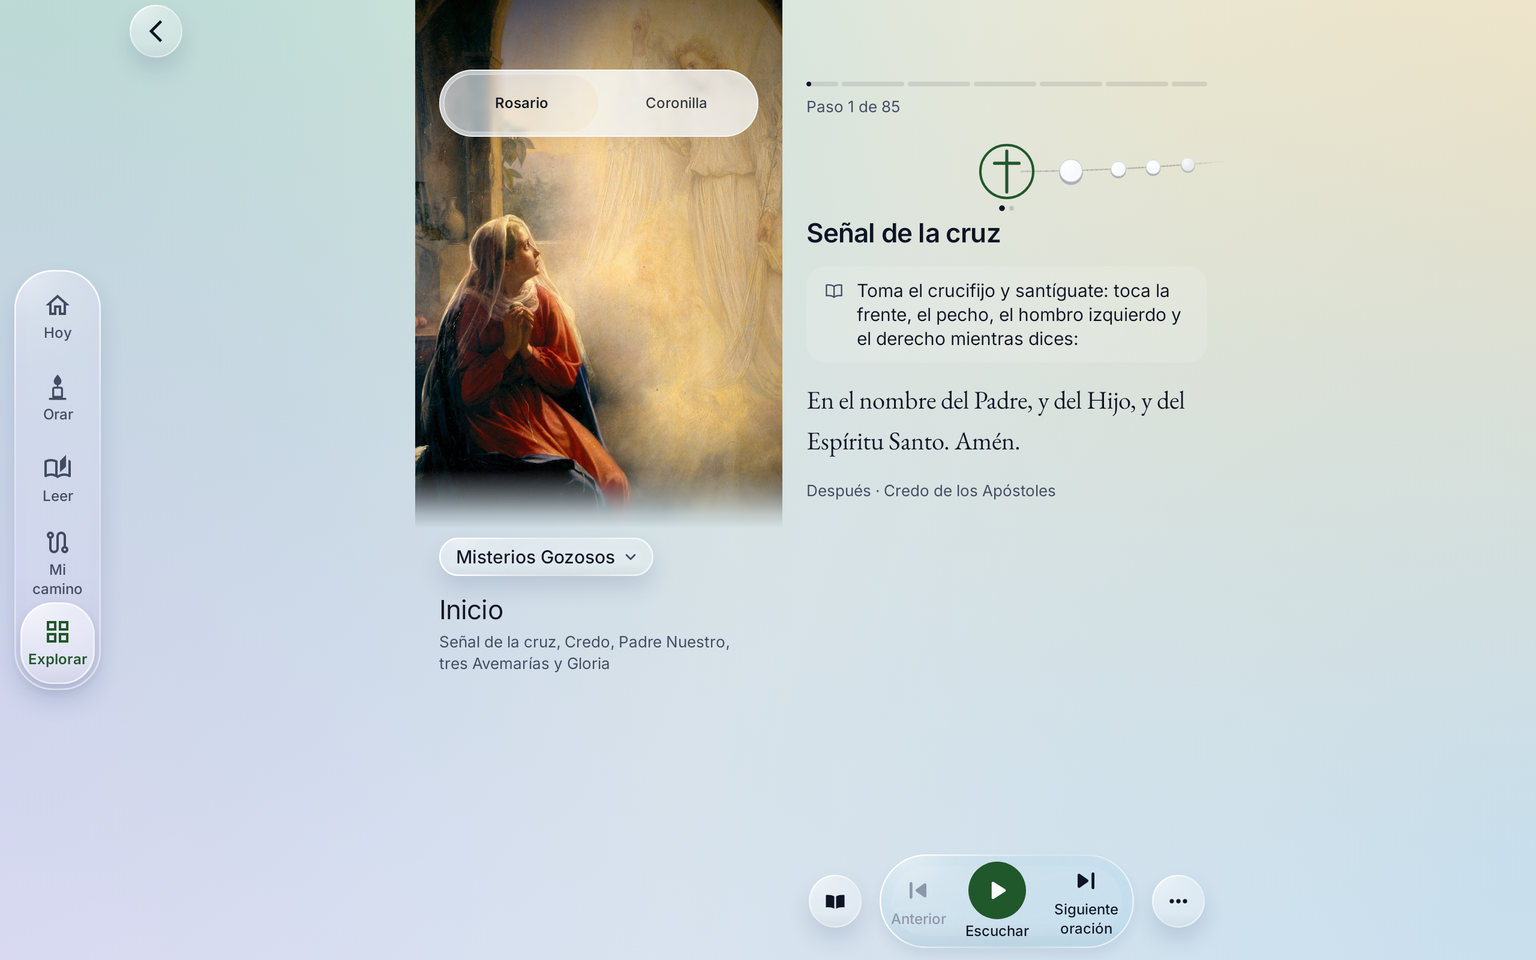 Hoy
Orar
Leer
Mi
camino
Explorar
Rosario
Coronilla
Misterios Gozosos
Inicio
Señal de la cruz, Credo, Padre Nuestro,
tres Avemarías y Gloria
Paso 1 de 85
Señal de la cruz
Toma el crucifijo y santíguate: toca la
frente, el pecho, el hombro izquierdo y
el derecho mientras dices:
En el nombre del Padre, y del Hijo, y del
Espíritu Santo. Amén.
Después · Credo de los Apóstoles
Anterior
Escuchar
Siguiente
oración